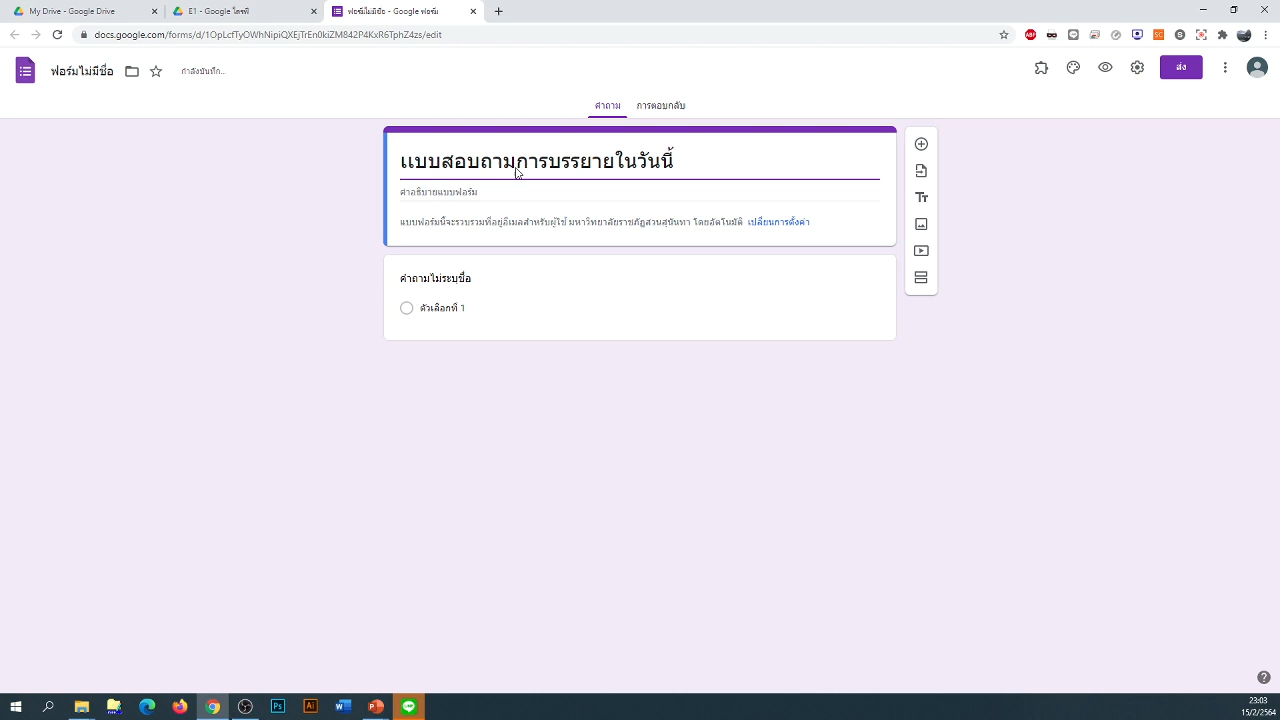 My Drive - Google Drive
E1 - Google ไดรฟ์
ฟอร์มไม่มีชื่อ - Google ฟอร์ม
docs.google.com/forms/d/1OpLcfTyOWhNipiQXEjTrEn0kiZM842P4KxR6TphZ4zs/edit
ABP
SC
S
ฟอร์มไม่มีชื่อ
กำลังบันทึก...
ส่ง
คำถาม
การตอบกลับ
แบบสอบถามการบรรยายในวันนี้
คำอธิบายแบบฟอร์ม
แบบฟอร์มนี้จะรวบรวมที่อยู่อีเมลสำหรับผู้ใช้ มหาวิทยาลัยราชภัฏสวนสุนันทา โดยอัตโนมัติ เปลี่ยนการตั้งค่า
Tт
คำถามไม่ระบุชื่อ
ตัวเลือกที่ 1
Ps
Ai
23:03
15/2/2564